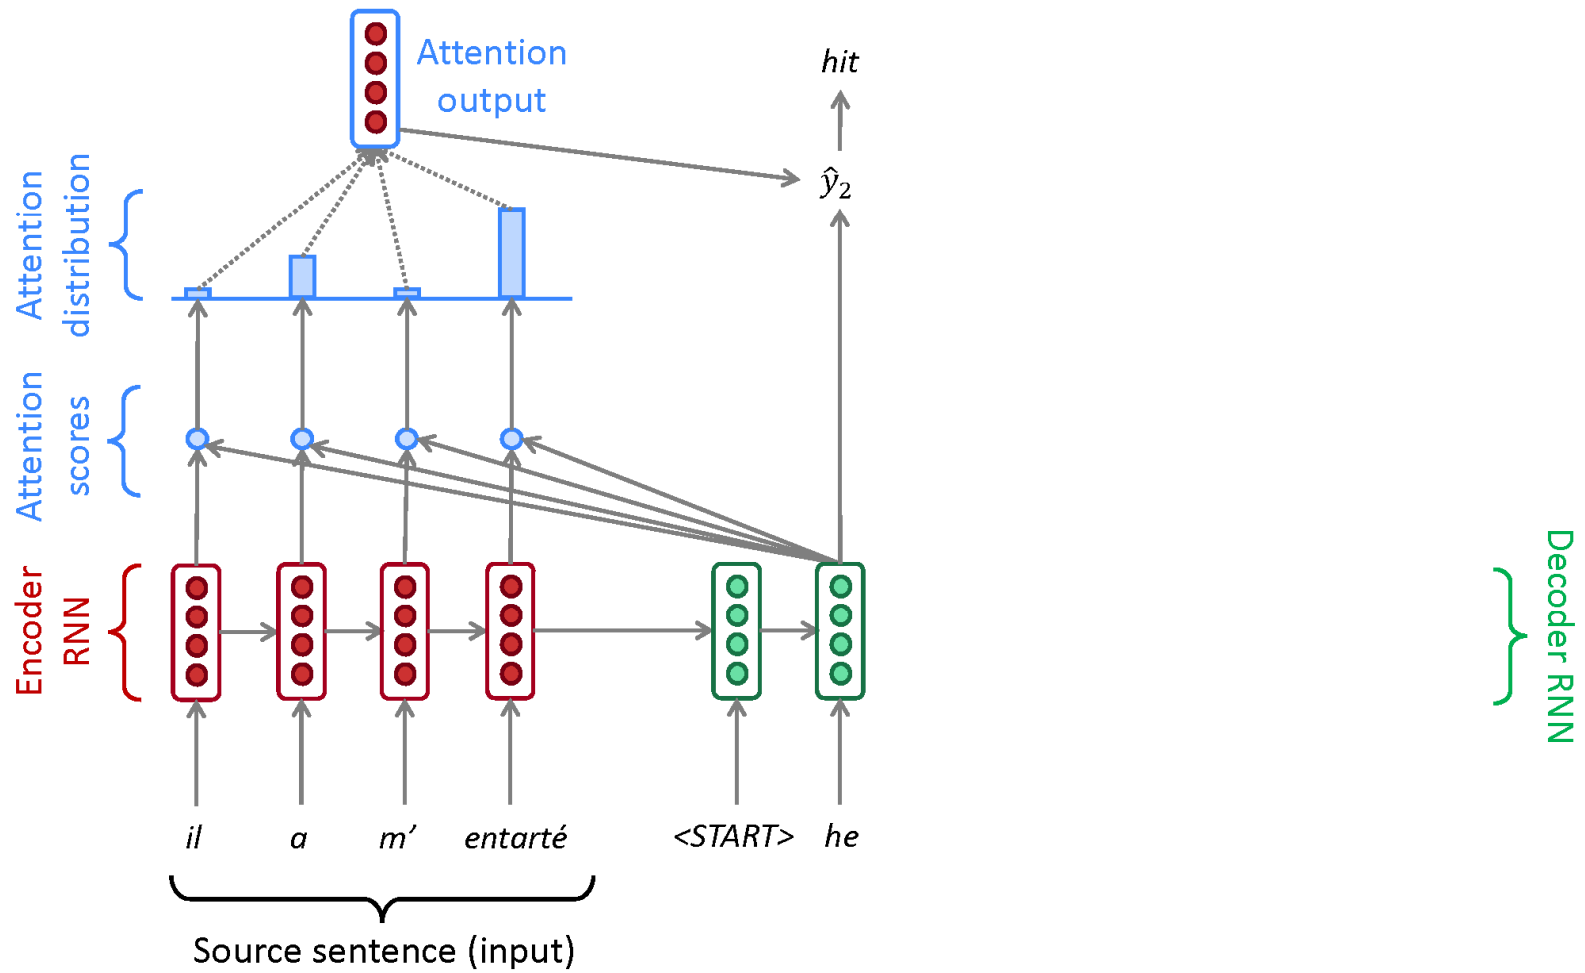 Attention
output
hit
ŷ₂
Attention
distribution
Attention
scores
Encoder
RNN
Decoder RNN
il a m’ entarté <START> he
Source sentence (input)